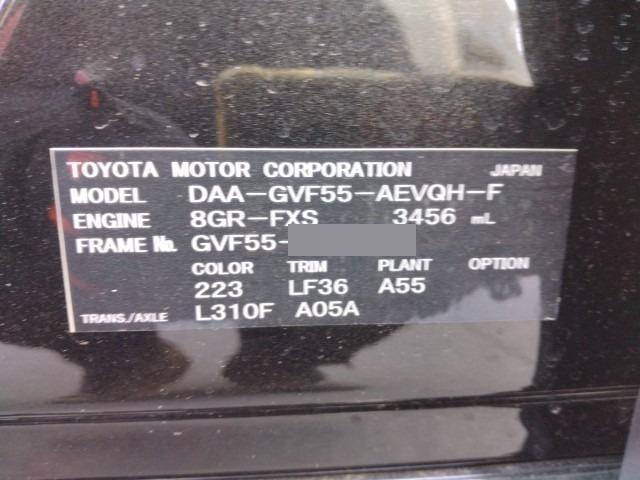 TOYOTA MOTOR CORPORATION JAPAN
MODEL DAA-GVF55-AEVQH-F
ENGINE 8GR-FXS 3456 mL
FRAME No. GVF55-
COLOR TRIM PLANT OPTION
223 LF36 A55
TRANS./AXLE L310F A05A